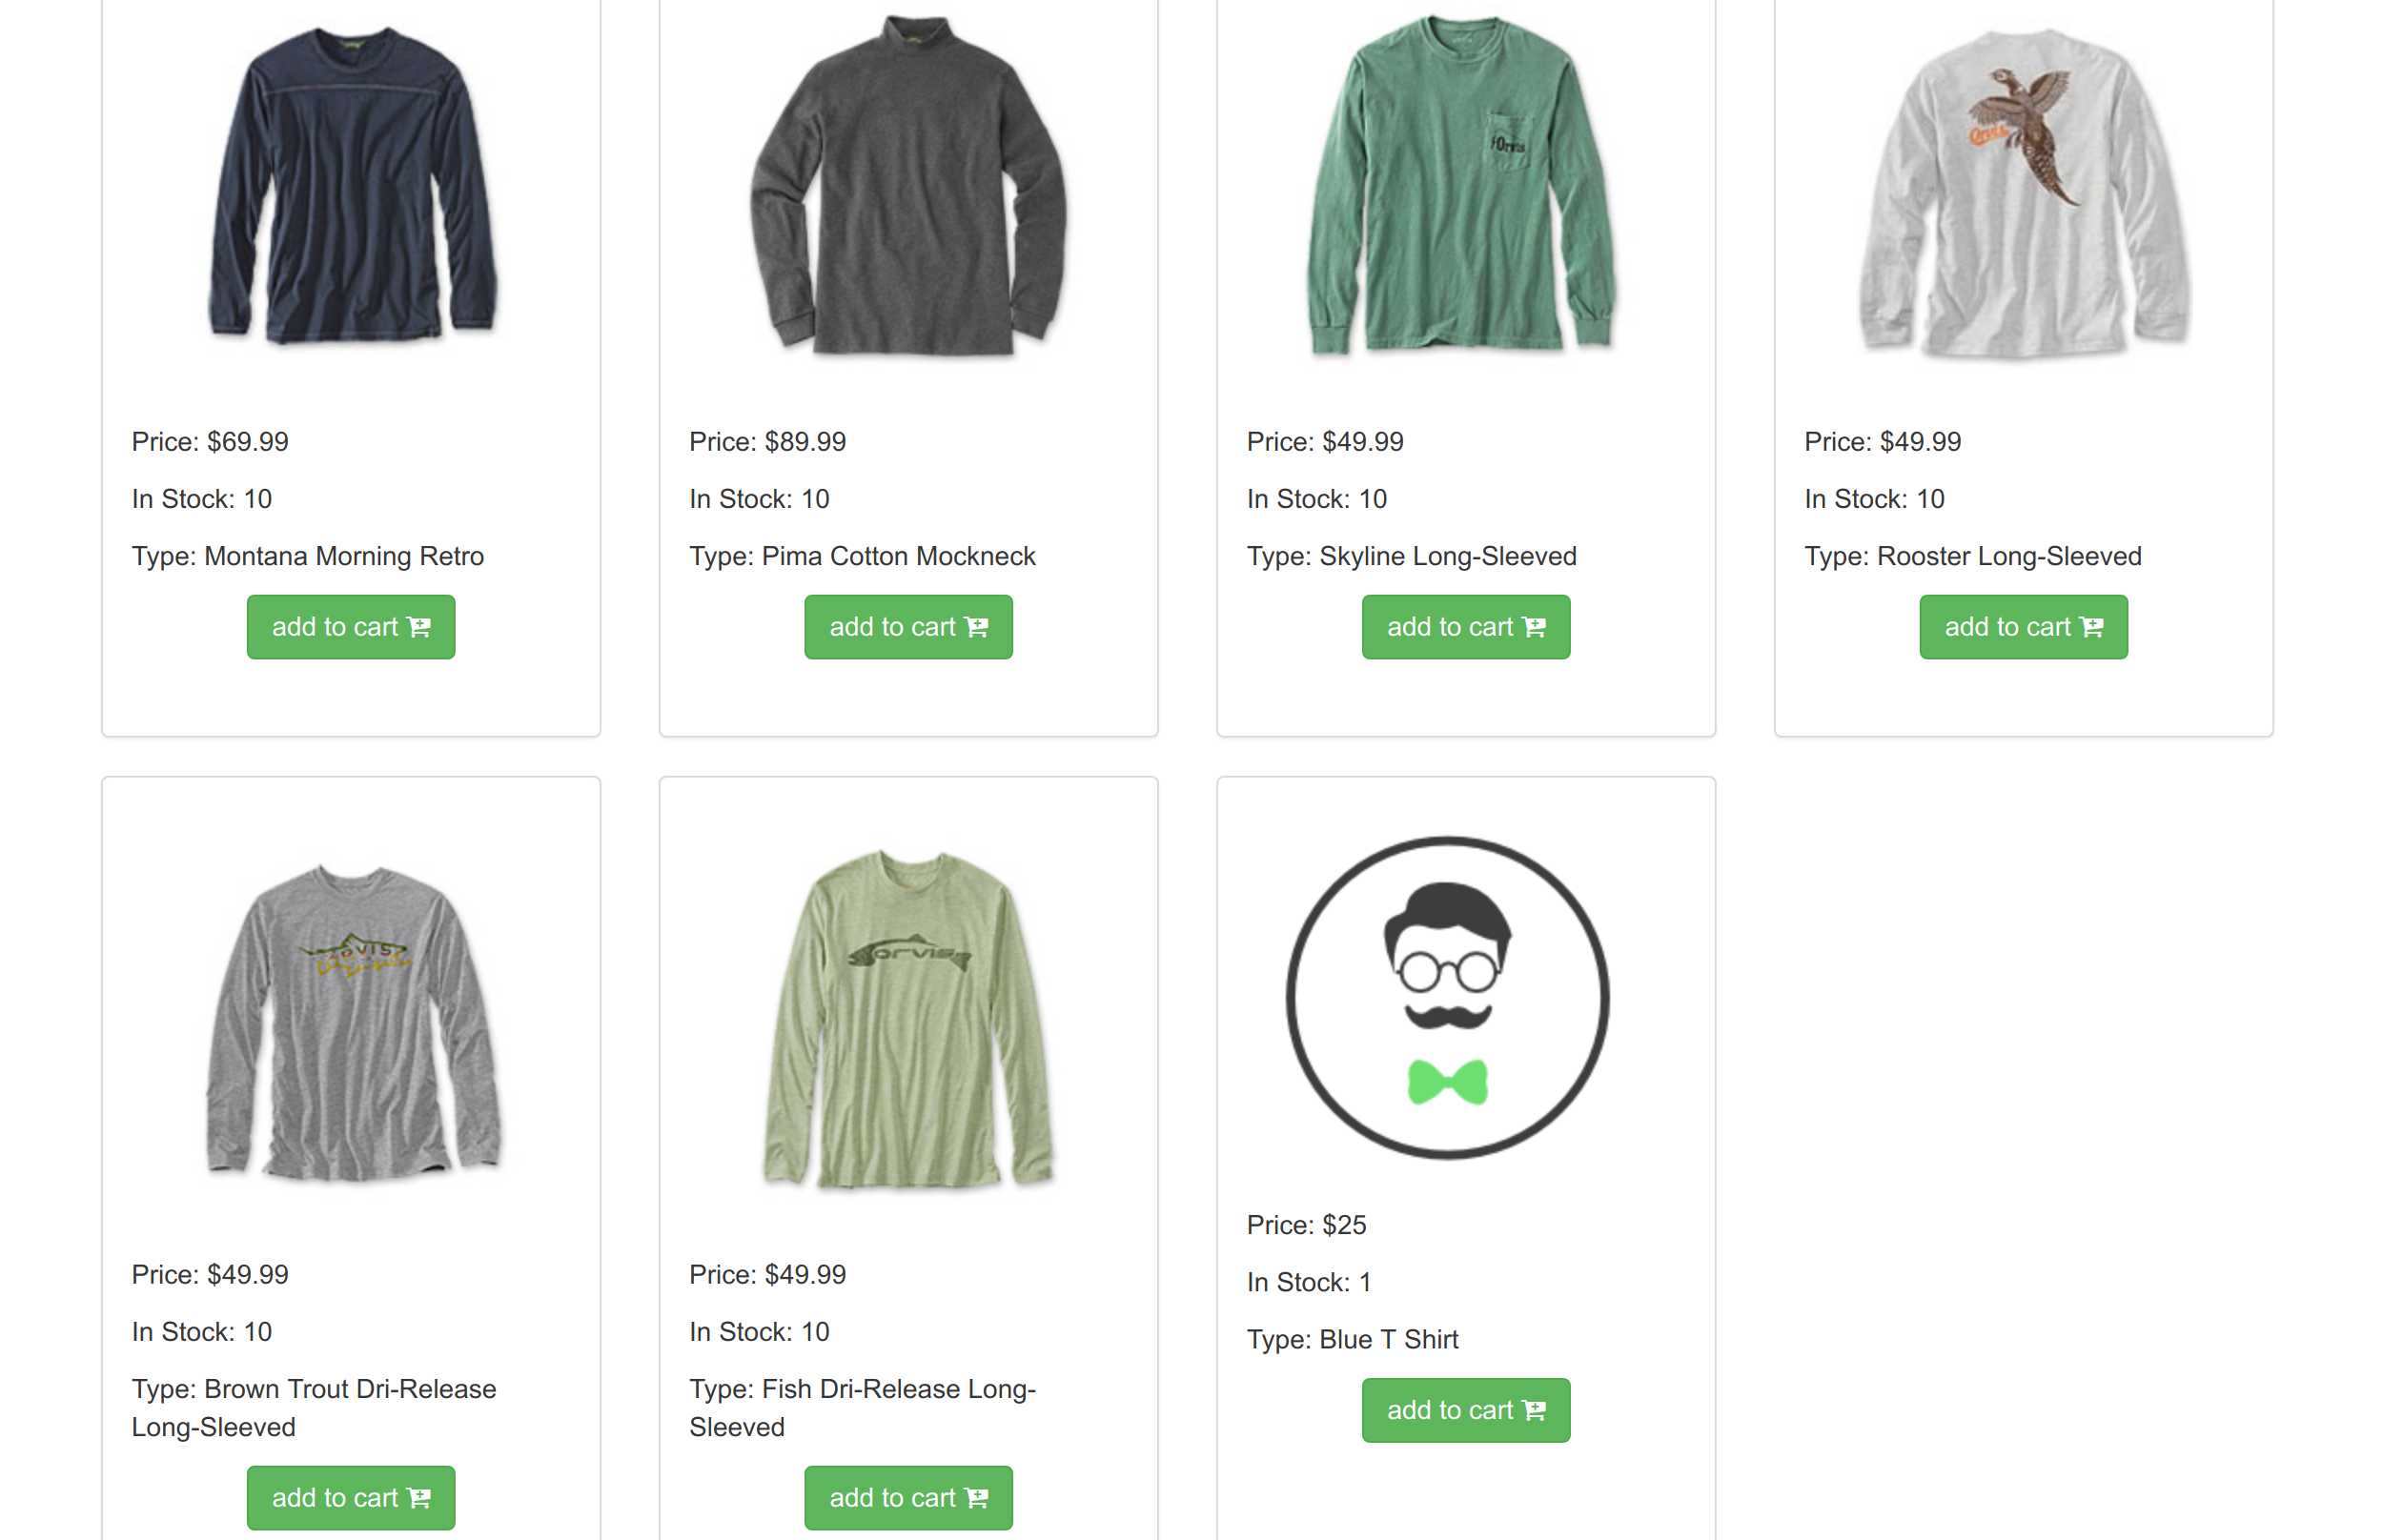 Orvis
Orvis
Price: $69.99
Price: $89.99
Price: $49.99
Price: $49.99
In Stock: 10
In Stock: 10
In Stock: 10
In Stock: 10
Type: Montana Morning Retro
Type: Pima Cotton Mockneck
Type: Skyline Long-Sleeved
Type: Rooster Long-Sleeved
add to cart
add to cart
add to cart
add to cart
ORVIS
ORVIS
Price: $49.99
In Stock: 10
Type: Brown Trout Dri-Release
Long-Sleeved
add to cart
Price: $49.99
In Stock: 10
Type: Fish Dri-Release Long-
Sleeved
add to cart
Price: $25
In Stock: 1
Type: Blue T Shirt
add to cart